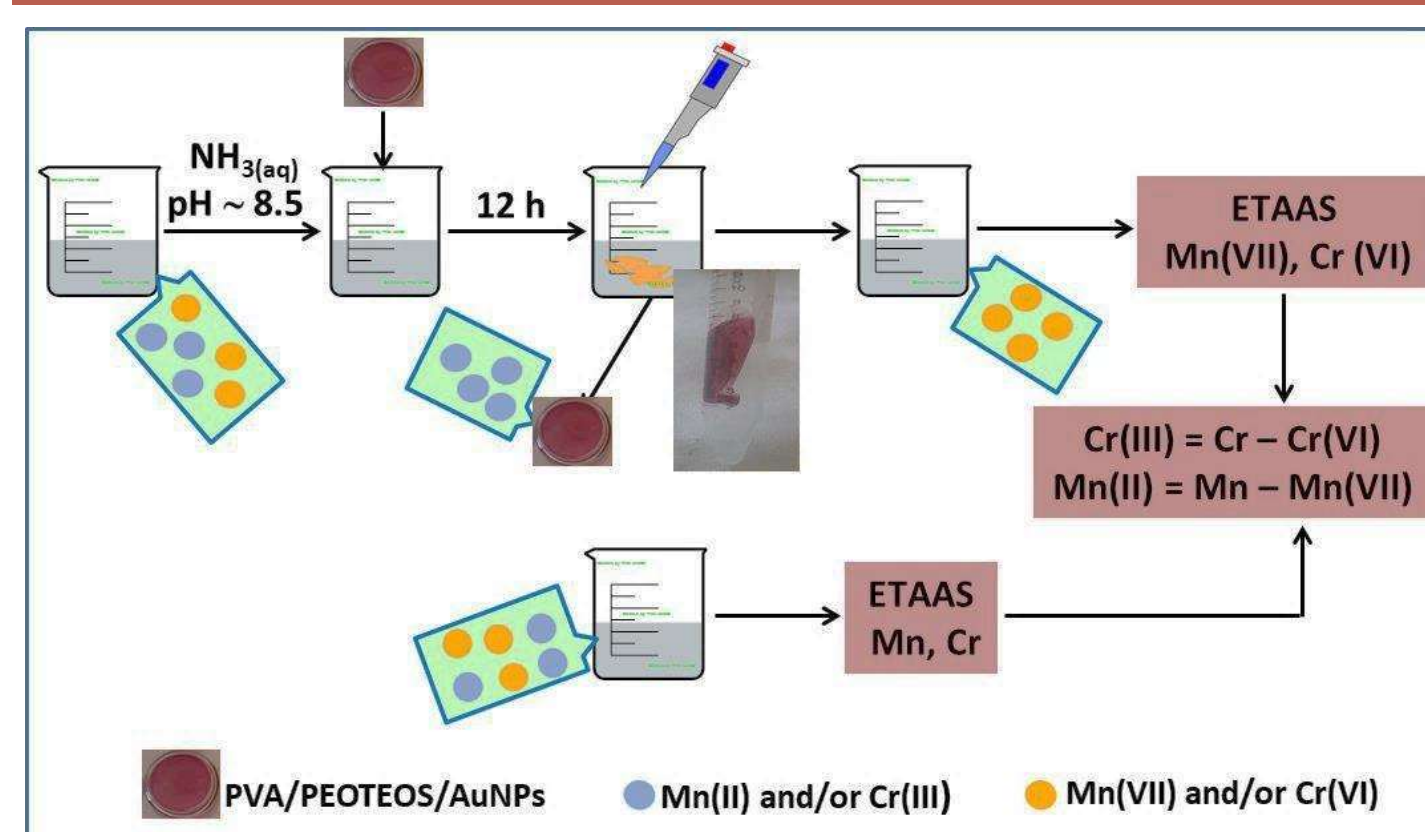 NH3(aq)
pH ~ 8.5
12 h
ETAAS
Mn(VII), Cr (VI)
Cr(III) = Cr – Cr(VI)
Mn(II) = Mn – Mn(VII)
ETAAS
Mn, Cr
PVA/PEOTEOS/AuNPs
Mn(II) and/or Cr(III)
Mn(VII) and/or Cr(VI)